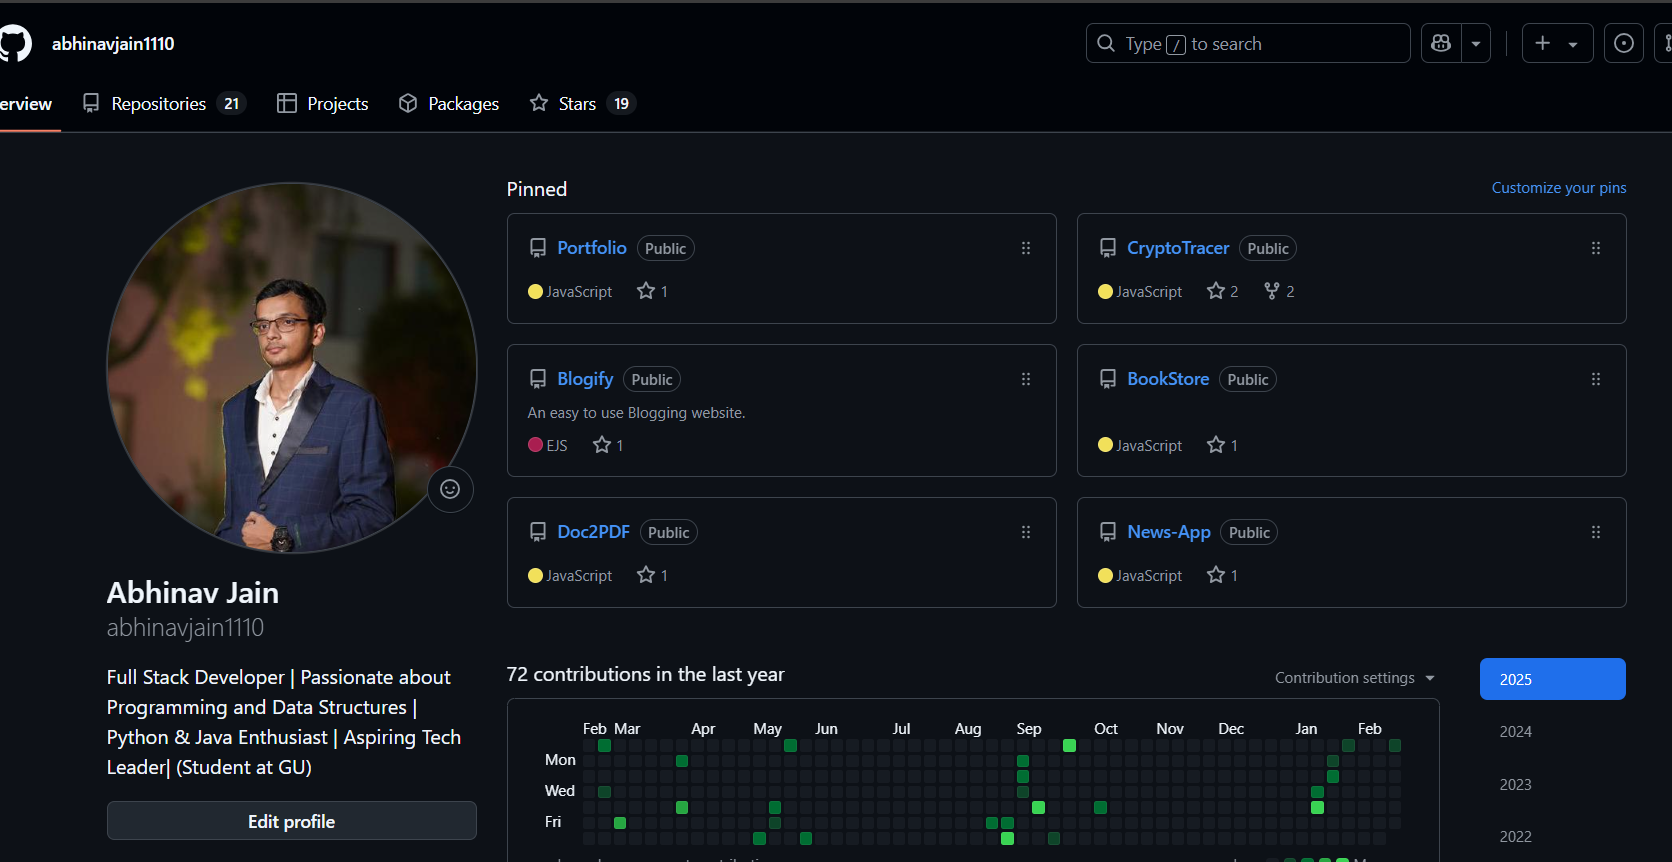 abhinavjain1110
Type / to search
erview
Repositories 21
Projects
Packages
Stars 19
Pinned
Customize your pins
Portfolio Public
JavaScript 1
CryptoTracer Public
JavaScript 2 2
Blogify Public
An easy to use Blogging website.
EJS 1
BookStore Public
JavaScript 1
Doc2PDF Public
JavaScript 1
News-App Public
JavaScript 1
Abhinav Jain
abhinavjain1110
Full Stack Developer | Passionate about
Programming and Data Structures |
Python & Java Enthusiast | Aspiring Tech
Leader| (Student at GU)
Edit profile
72 contributions in the last year
Contribution settings
2025
2024
2023
2022
Feb Mar Apr May Jun Jul Aug Sep Oct Nov Dec Jan Feb
Mon
Wed
Fri